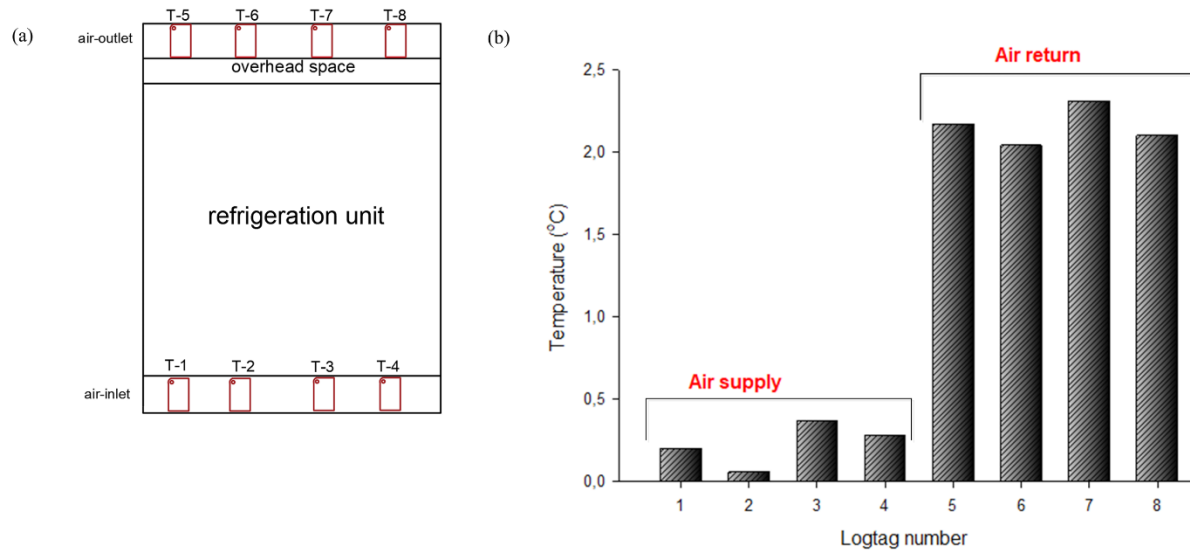 (a)
T-5 T-6 T-7 T-8
air-outlet
overhead space
refrigeration unit
T-1 T-2 T-3 T-4
air-inlet
(b)
Air return
Air supply
2,5
2,0
1,5
1,0
0,5
0,0
Temperature (°C)
1 2 3 4 5 6 7 8
Logtag number